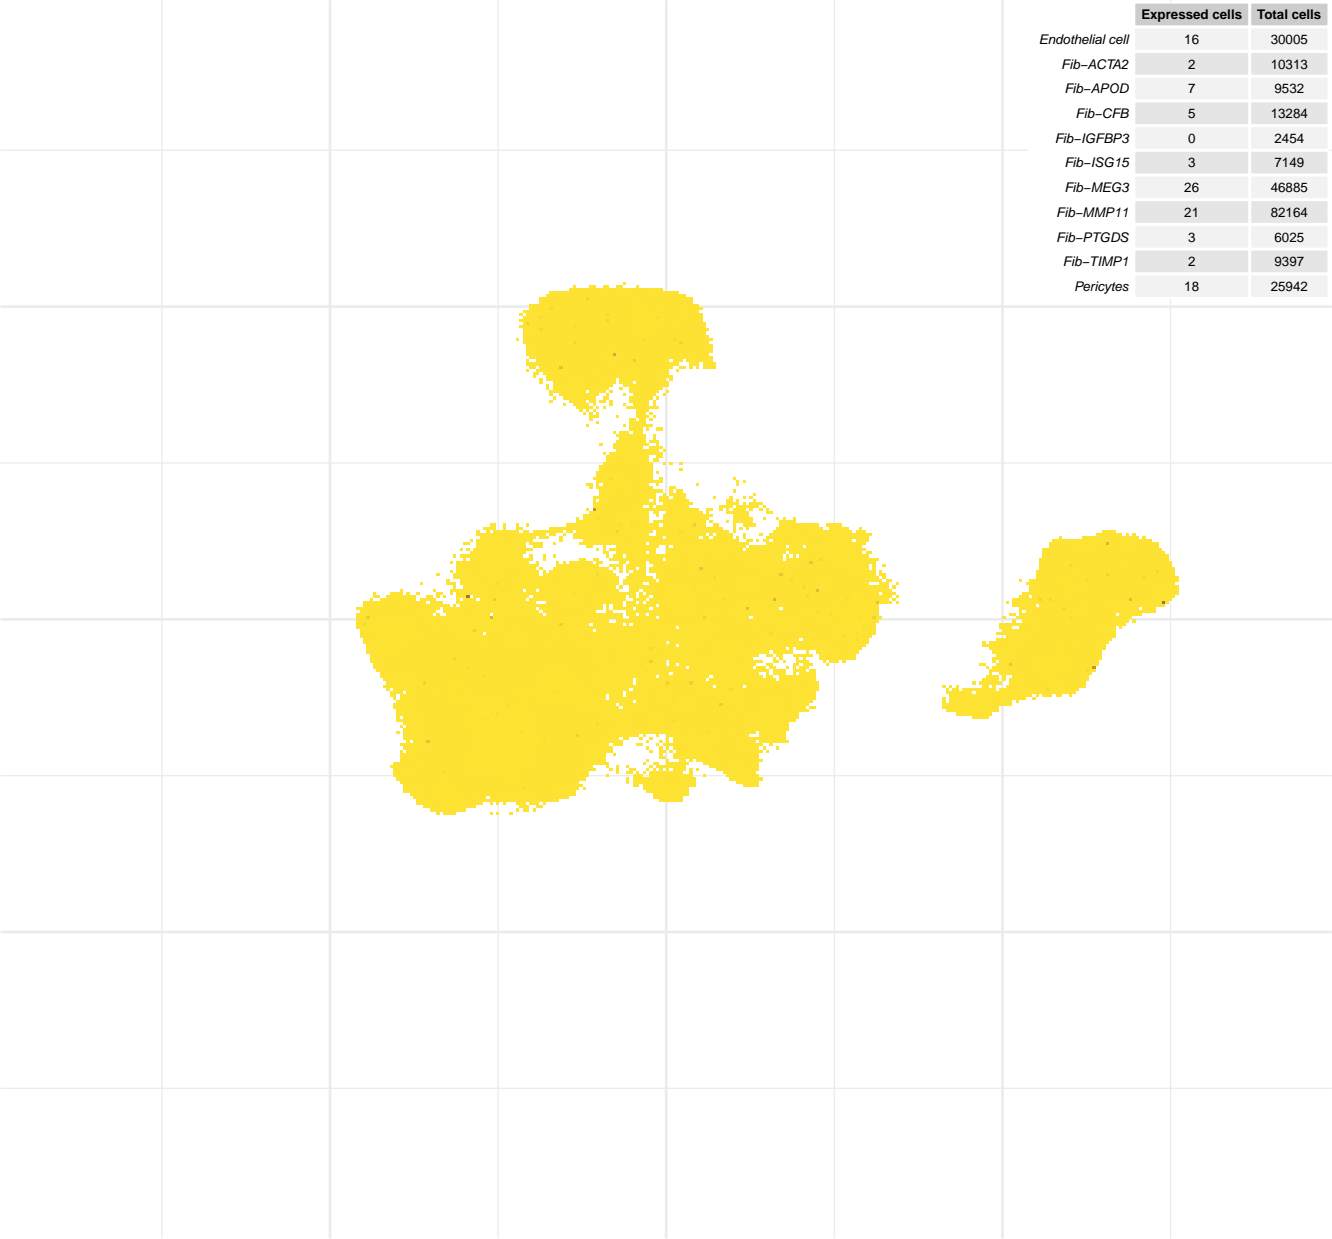 Expressed cells Total cells
Endothelial cell 16 30005
Fib−ACTA2 2 10313
Fib−APOD 7 9532
Fib−CFB 5 13284
Fib−IGFBP3 0 2454
Fib−ISG15 3 7149
Fib−MEG3 26 46885
Fib−MMP11 21 82164
Fib−PTGDS 3 6025
Fib−TIMP1 2 9397
Pericytes 18 25942